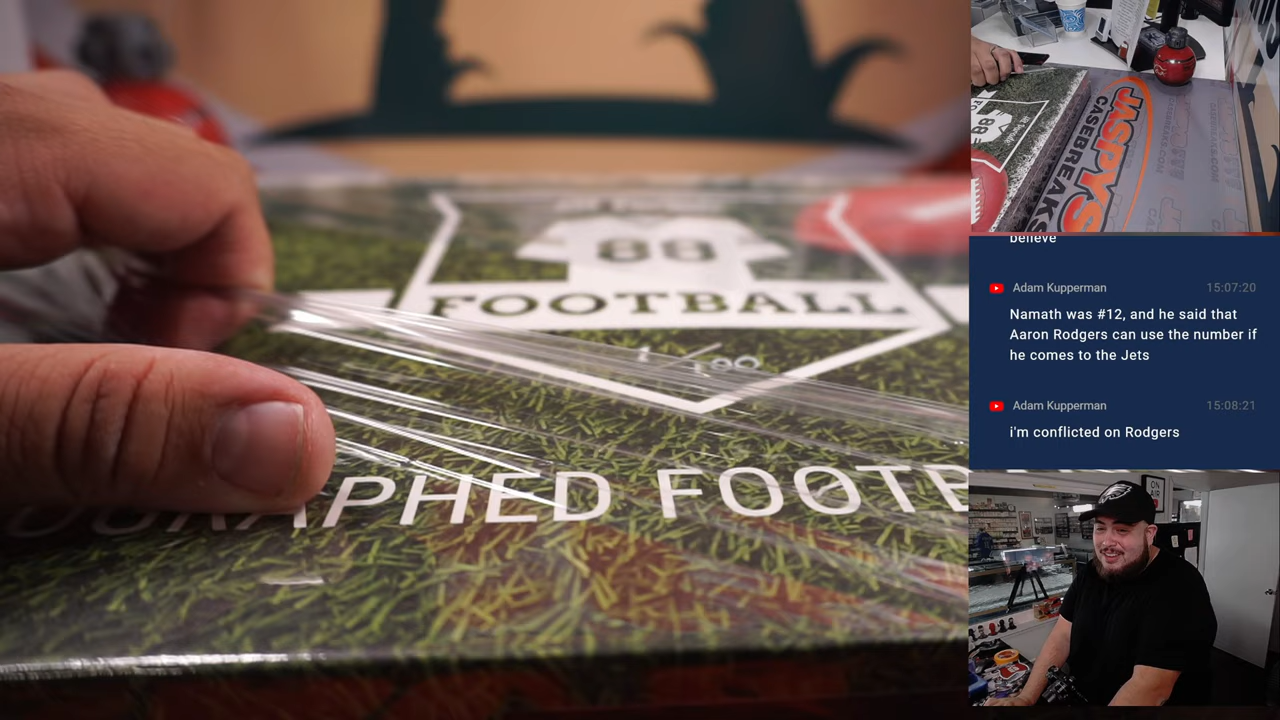 88
FOOTBALL
GRAPHED FOOTB
JASPYS
CASEBREAKS
believe
Adam Kupperman 15:07:20
Namath was #12, and he said that
Aaron Rodgers can use the number if
he comes to the Jets
Adam Kupperman 15:08:21
i'm conflicted on Rodgers
ON
AIR